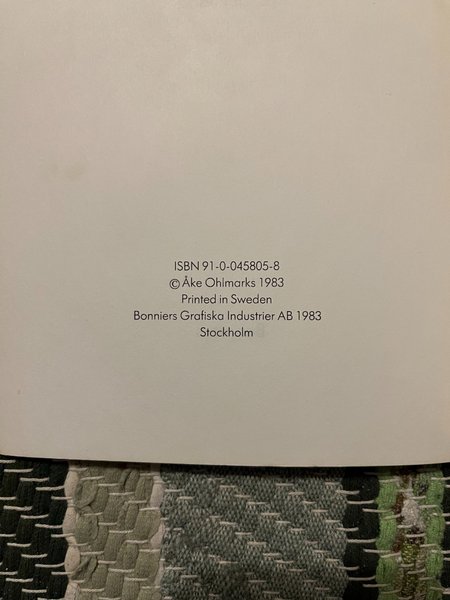 ISBN 91-0-045805-8
© Åke Ohlmarks 1983
Printed in Sweden
Bonniers Grafiska Industrier AB 1983
Stockholm